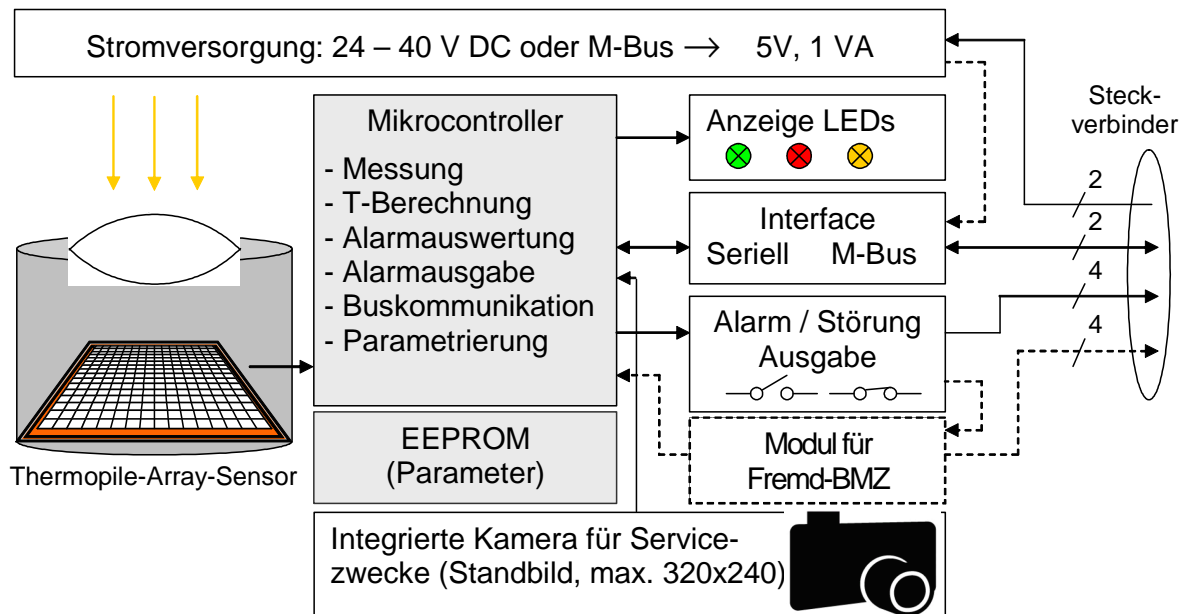 Stromversorgung: 24 – 40 V DC oder M-Bus → 5V, 1 VA
Mikrocontroller
- Messung
- T-Berechnung
- Alarmauswertung
- Alarmausgabe
- Buskommunikation
- Parametrierung
EEPROM
(Parameter)
Thermopile-Array-Sensor
Anzeige LEDs
Interface
Seriell M-Bus
Alarm / Störung
Ausgabe
Modul für
Fremd-BMZ
Integrierte Kamera für Service-
zwecke (Standbild, max. 320x240)
Steck-
verbinder
2
2
4
4